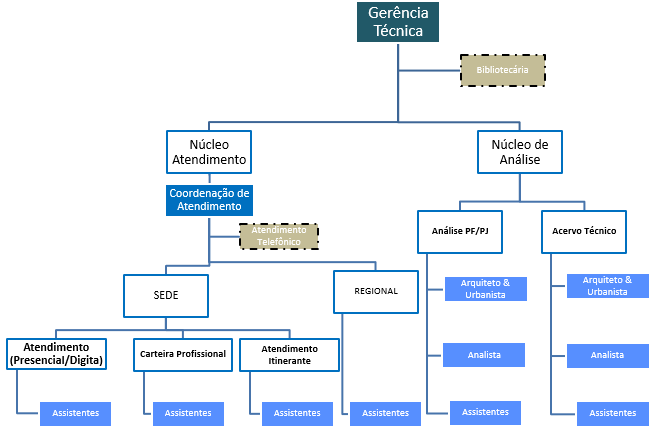 Gerência
Técnica
Bibliotecária
Núcleo
Atendimento
Núcleo de
Análise
Coordenação de
Atendimento
Atendimento
Telefônico
Análise PF/PJ
Acervo Técnico
SEDE
REGIONAL
Arquiteto &
Urbanista
Arquiteto &
Urbanista
Atendimento
(Presencial/Digita)
Carteira Profissional
Atendimento
Itinerante
Analista
Analista
Assistentes
Assistentes
Assistentes
Assistentes
Assistentes
Assistentes